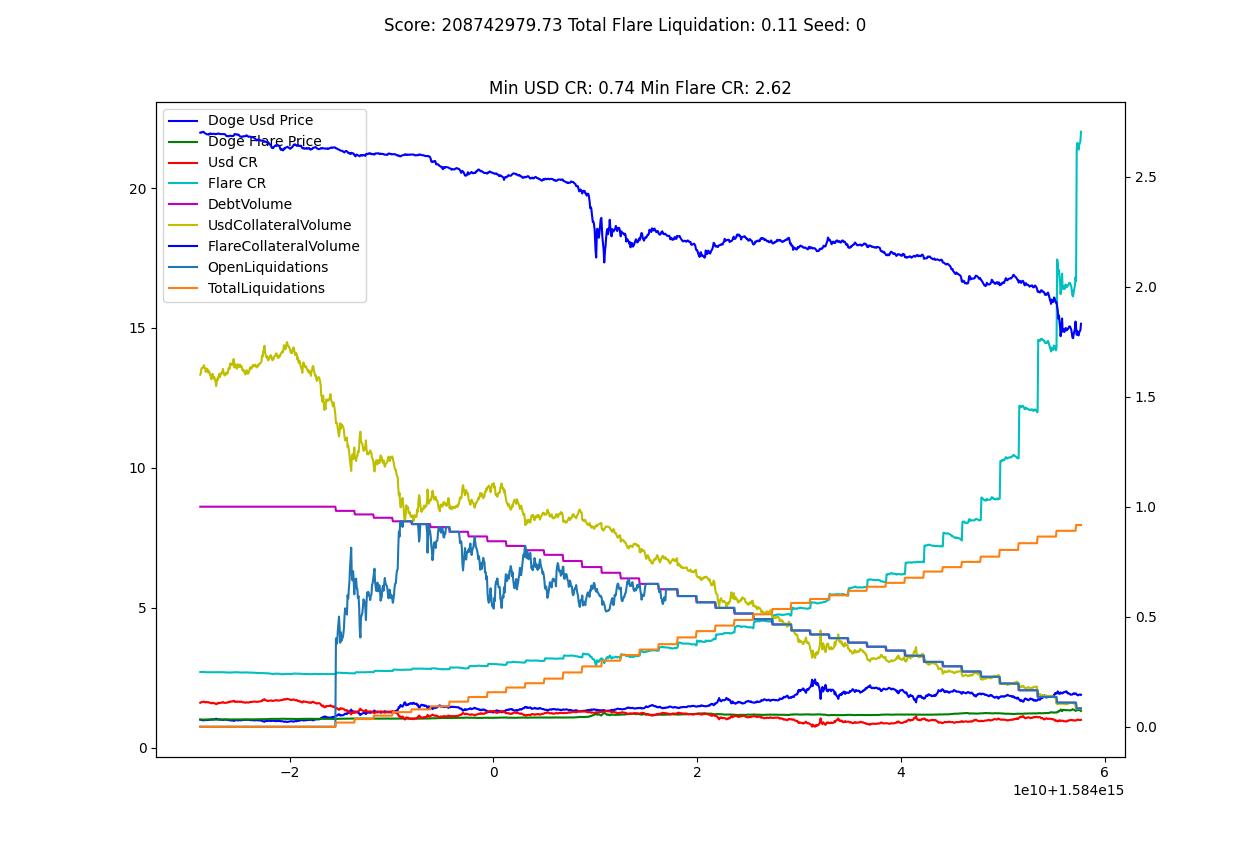 Score: 208742979.73 Total Flare Liquidation: 0.11 Seed: 0
Min USD CR: 0.74 Min Flare CR: 2.62
Doge Usd Price
Doge Flare Price
Usd CR
Flare CR
DebtVolume
UsdCollateralVolume
FlareCollateralVolume
OpenLiquidations
TotalLiquidations
20
15
10
5
0
2.5
2.0
1.5
1.0
0.5
0.0
−2
0
2
4
6
1e10+1.584e15